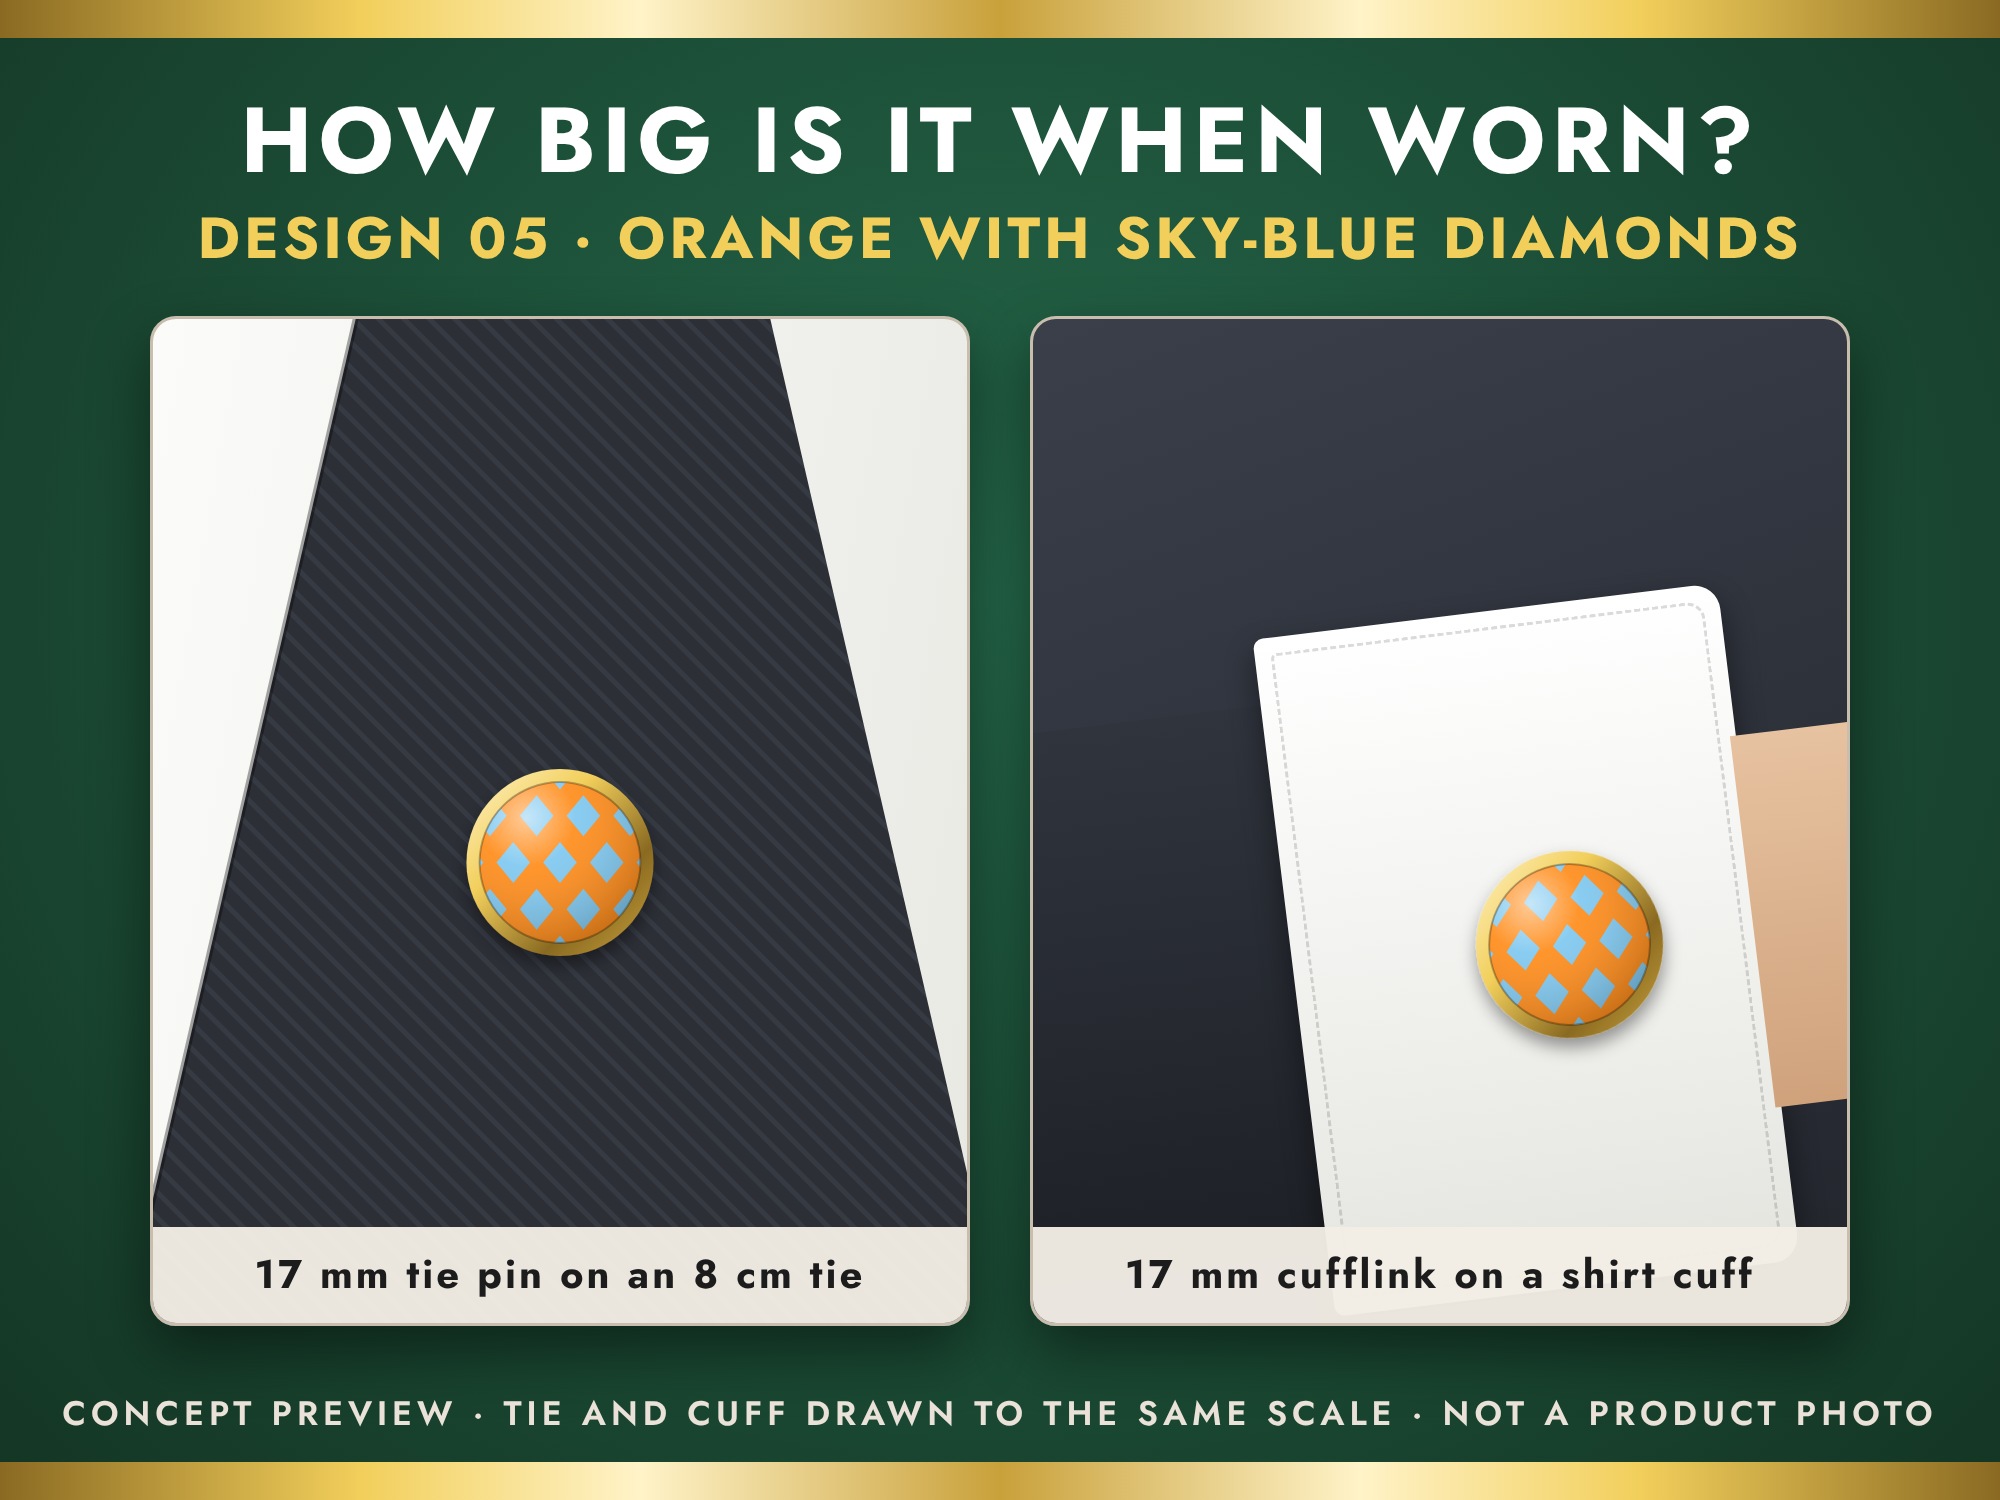 HOW BIG IS IT WHEN WORN?
DESIGN 05 · ORANGE WITH SKY-BLUE DIAMONDS
17 mm tie pin on an 8 cm tie
17 mm cufflink on a shirt cuff
CONCEPT PREVIEW · TIE AND CUFF DRAWN TO THE SAME SCALE · NOT A PRODUCT PHOTO